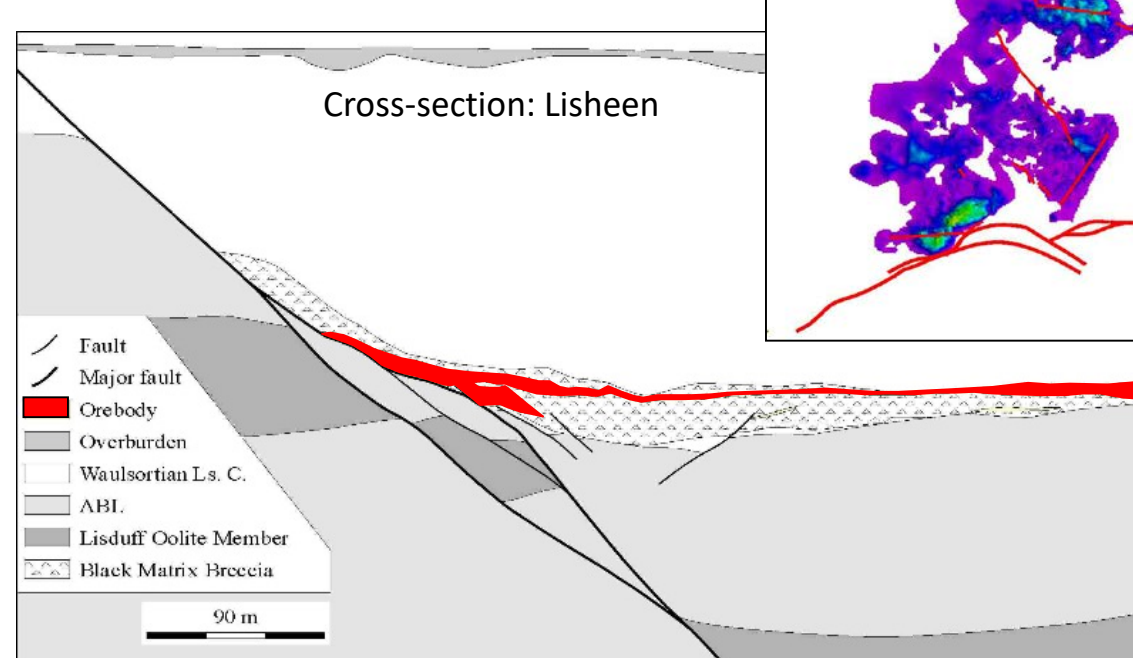 Cross-section: Lisheen
Fault
Major fault
Orebody
Overburden
Waulsortian Ls. C.
ABL
Lisduff Oolite Member
Black Matrix Breccia
90 m